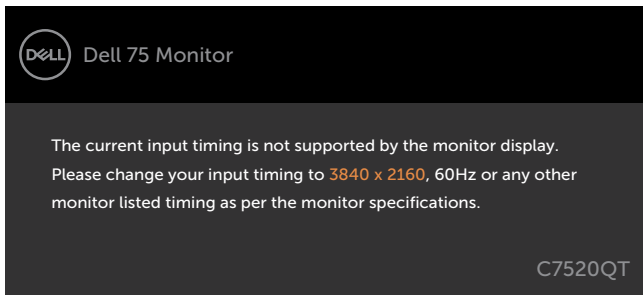 DELL Dell 75 Monitor
The current input timing is not supported by the monitor display.
Please change your input timing to 3840 x 2160, 60Hz or any other
monitor listed timing as per the monitor specifications.
C7520QT